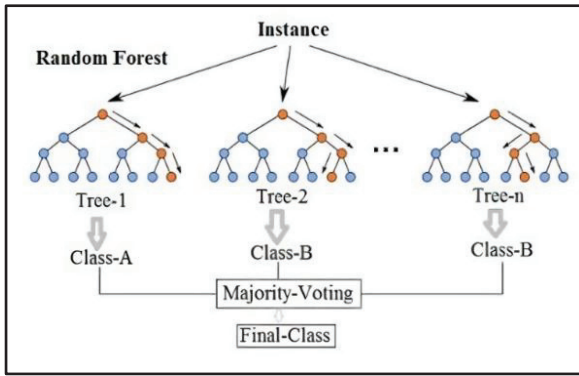 Instance
Random Forest
...
Tree-1 Tree-2 Tree-n
Class-A Class-B Class-B
Majority-Voting
Final-Class